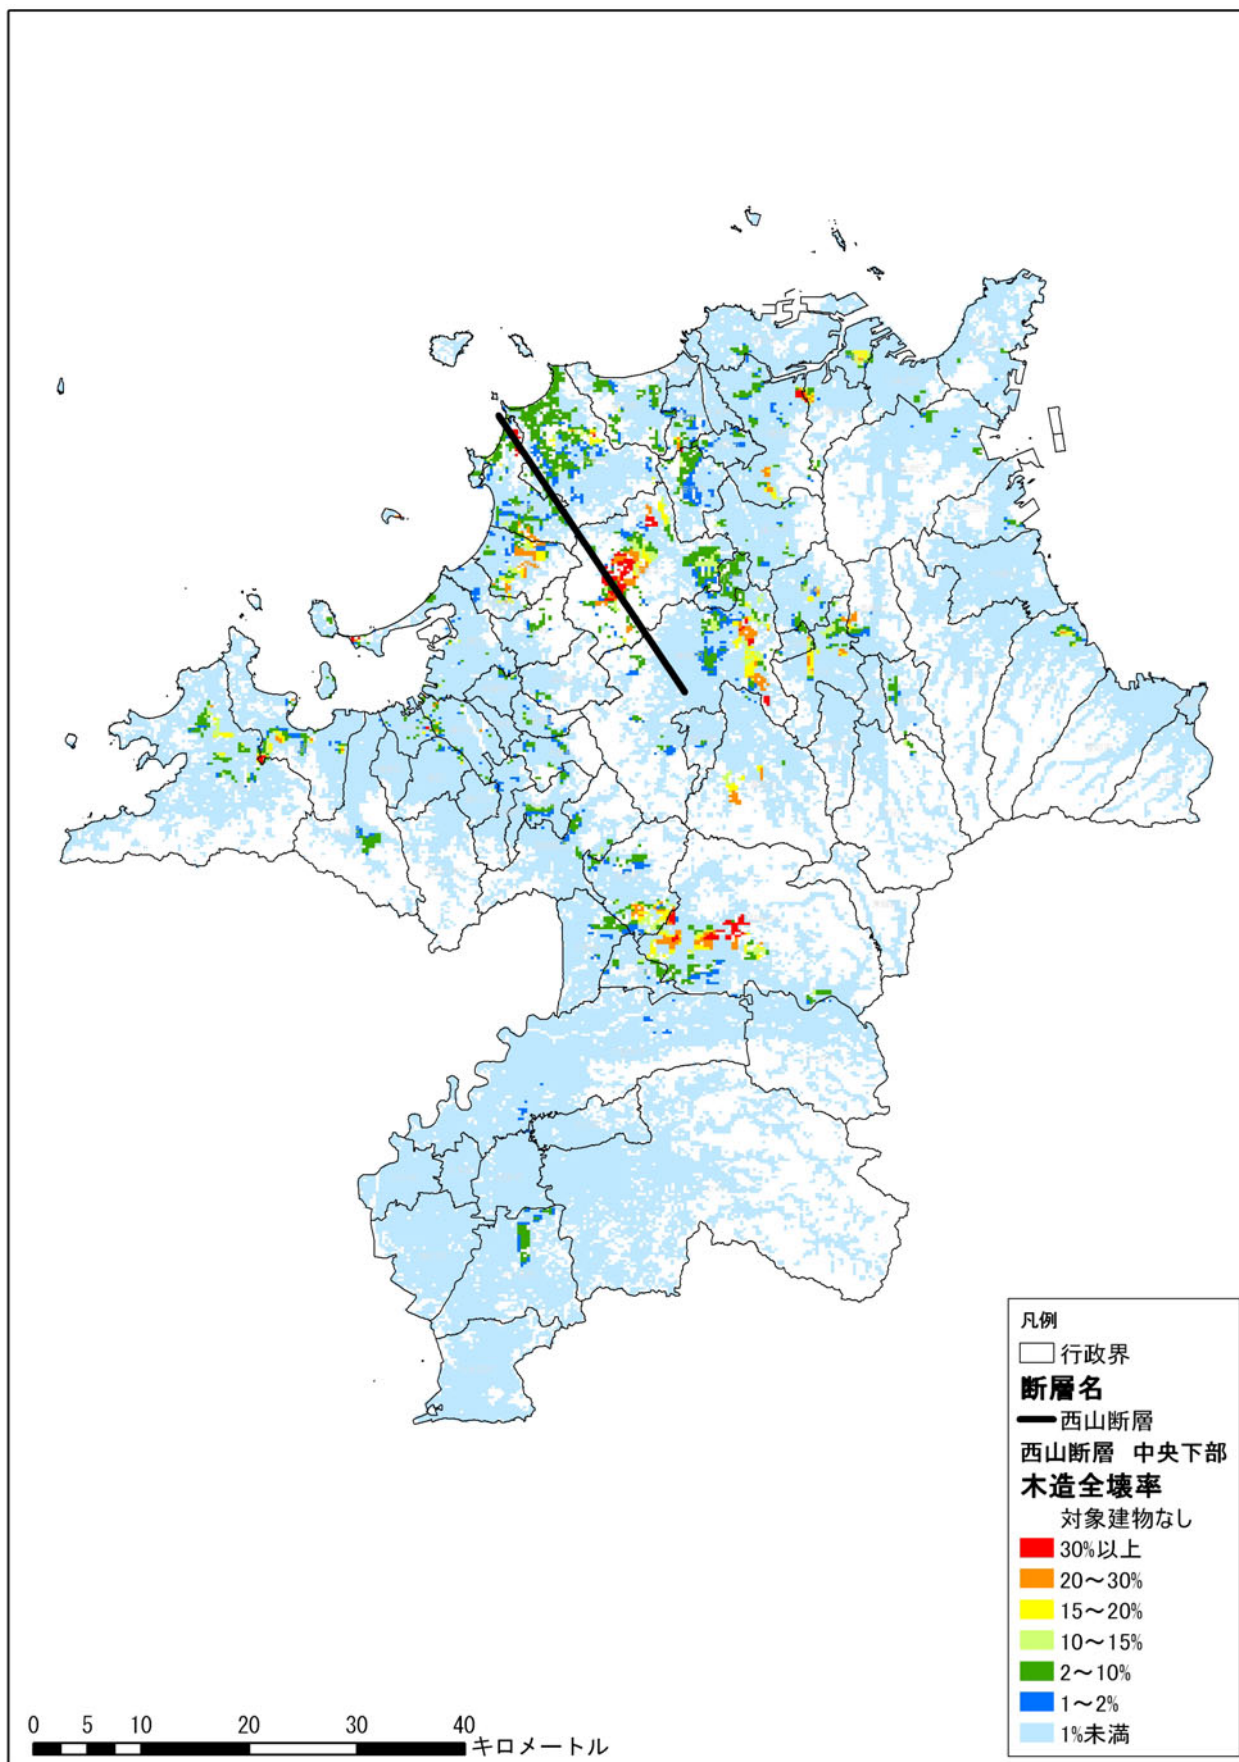 凡例
行政界
断層名
西山断層
西山断層 中央下部
木造全壊率
対象建物なし
30%以上
20～30%
15～20%
10～15%
2～10%
1～2%
1%未満
0 5 10 20 30 40
キロメートル